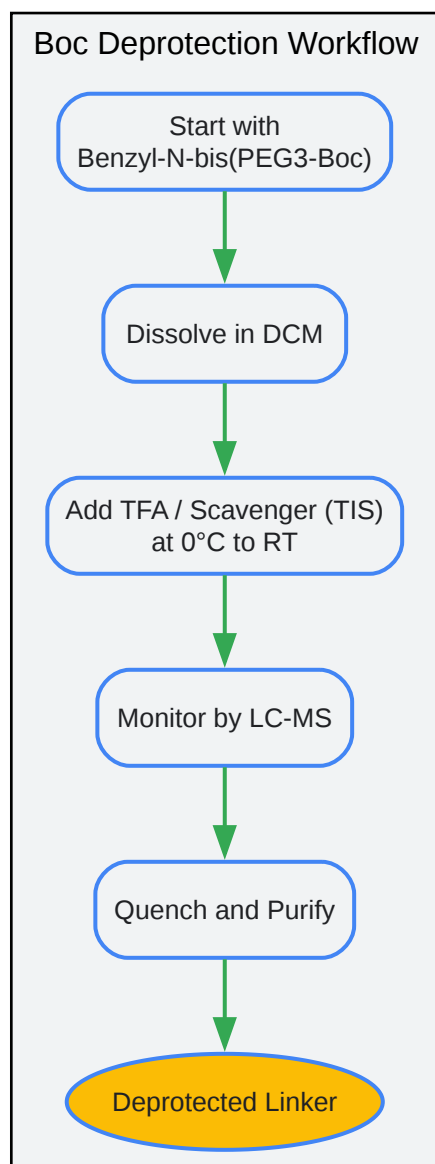 Boc Deprotection Workflow
Start with
Benzyl-N-bis(PEG3-Boc)
Dissolve in DCM
Add TFA / Scavenger (TIS)
at 0°C to RT
Monitor by LC-MS
Quench and Purify
Deprotected Linker